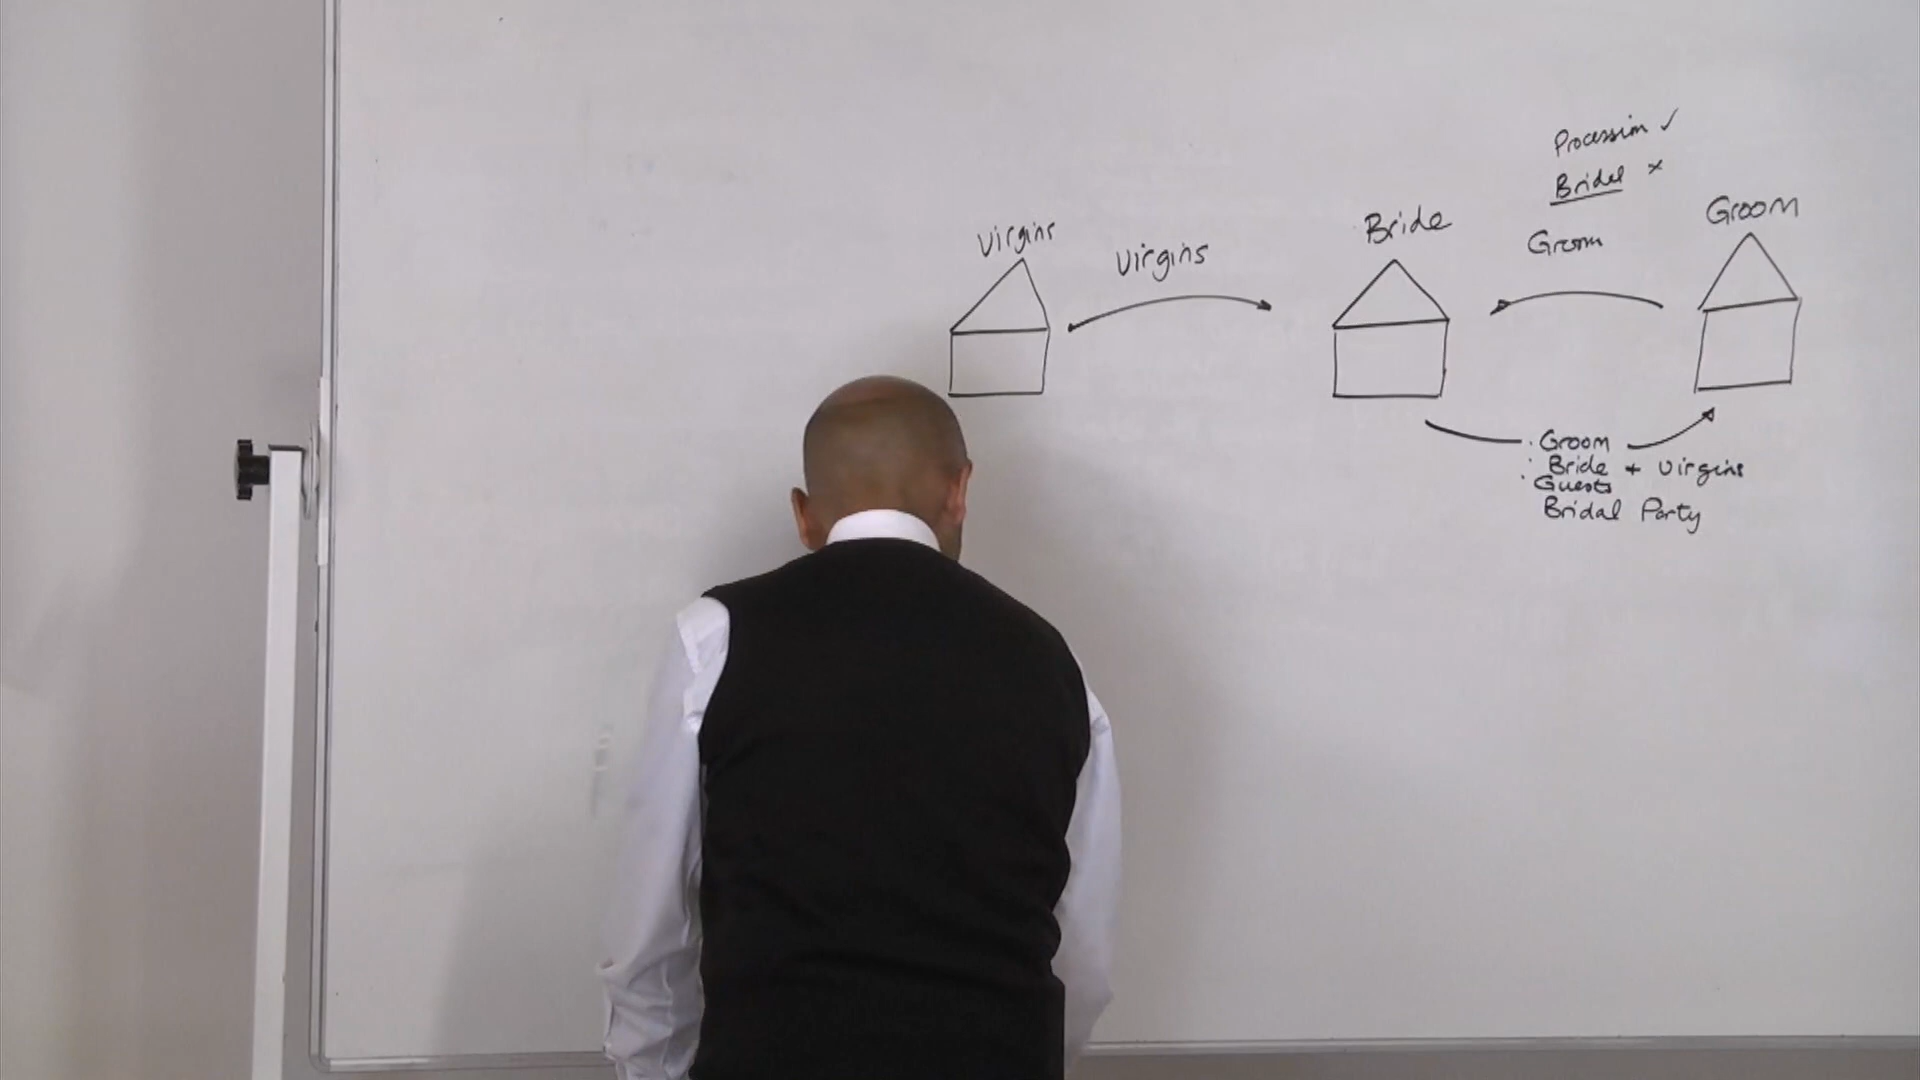 Procession ✓
Bridal ×
Groom
Bride
Virgins
Virgins
Groom
· Groom
· Bride + Virgins
· Guests
Bridal Party